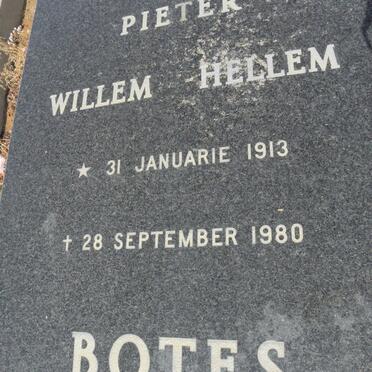 PIETER
WILLEM HELLEM
★ 31 JANUARIE 1913
† 28 SEPTEMBER 1980
BOTES